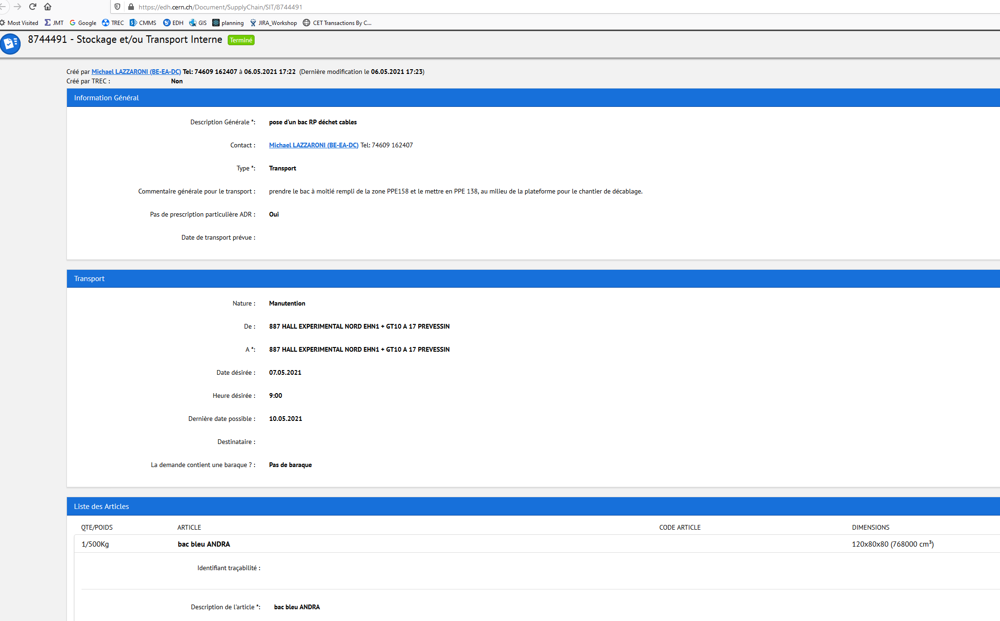 https://edh.cern.ch/Document/SupplyChain/SIT/8744491
Most Visited JMT Google TREC CMMS EDH GIS planning JIRA_Workshop CET Transactions By C...
8744491 - Stockage et/ou Transport Interne Terminé
Créé par Michael LAZZARONI (BE-EA-DC) Tel: 74609 162407 à 06.05.2021 17:22 (Dernière modification le 06.05.2021 17:23)
Créé par TREC : Non
Information Général
Description Générale *: pose d'un bac RP déchet cables
Contact : Michael LAZZARONI (BE-EA-DC) Tel: 74609 162407
Type *: Transport
Commentaire générale pour le transport : prendre le bac à moitié rempli de la zone PPE158 et le mettre en PPE 138, au milieu de la plateforme pour le chantier de décablage.
Pas de prescription particulière ADR : Oui
Date de transport prévue :
Transport
Nature : Manutention
De : 887 HALL EXPERIMENTAL NORD EHN1 + GT10 A 17 PREVESSIN
A *: 887 HALL EXPERIMENTAL NORD EHN1 + GT10 A 17 PREVESSIN
Date désirée : 07.05.2021
Heure désirée : 9:00
Dernière date possible : 10.05.2021
Destinataire :
La demande contient une baraque ? : Pas de baraque
Liste des Articles
QTE/POIDS ARTICLE CODE ARTICLE DIMENSIONS
1/500Kg bac bleu ANDRA 120x80x80 (768000 cm³)
Identifiant traçabilité :
Description de l'article *: bac bleu ANDRA